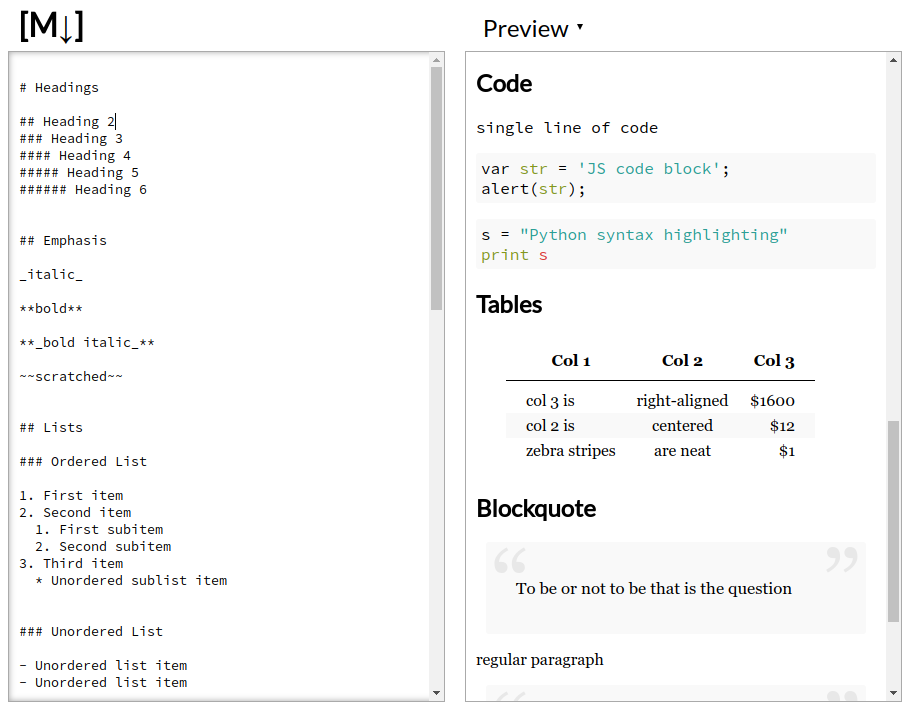 [M↓]
# Headings
## Heading 2
### Heading 3
#### Heading 4
##### Heading 5
###### Heading 6
## Emphasis
_italic_
**bold**
**_bold italic_**
~~scratched~~
## Lists
### Ordered List
1. First item
2. Second item
  1. First subitem
  2. Second subitem
3. Third item
  * Unordered sublist item
### Unordered List
- Unordered list item
- Unordered list item
Preview ▾
Code
single line of code
var str = 'JS code block';
alert(str);
s = "Python syntax highlighting"
print s
Tables
Col 1 Col 2 Col 3
col 3 is right-aligned $1600
col 2 is centered $12
zebra stripes are neat $1
Blockquote
“ ”
To be or not to be that is the question
regular paragraph
“ ”